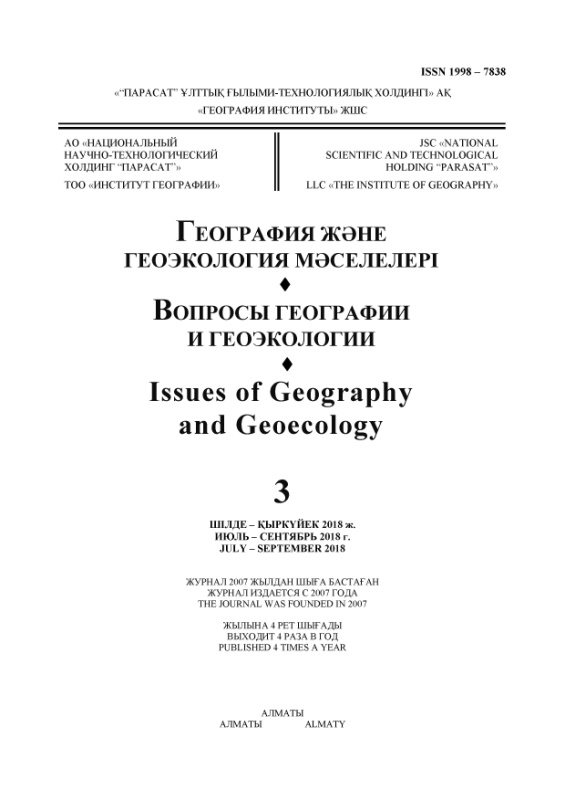 ISSN 1998 – 7838
«“ПАРАСАТ” ҰЛТТЫҚ ҒЫЛЫМИ-ТЕХНОЛОГИЯЛЫҚ ХОЛДИНГІ» АҚ
«ГЕОГРАФИЯ ИНСТИТУТЫ» ЖШС
АО «НАЦИОНАЛЬНЫЙ
НАУЧНО-ТЕХНОЛОГИЧЕСКИЙ
ХОЛДИНГ “ПАРАСАТ”»
ТОО «ИНСТИТУТ ГЕОГРАФИИ»
JSC «NATIONAL
SCIENTIFIC AND TECHNOLOGICAL
HOLDING “PARASAT”»
LLC «THE INSTITUTE OF GEOGRAPHY»
ГЕОГРАФИЯ ЖӘНЕ
ГЕОЭКОЛОГИЯ МӘСЕЛЕЛЕРІ
ВОПРОСЫ ГЕОГРАФИИ
И ГЕОЭКОЛОГИИ
Issues of Geography
and Geoecology
3
ШІЛДЕ – ҚЫРКҮЙЕК 2018 ж.
ИЮЛЬ – СЕНТЯБРЬ 2018 г.
JULY – SEPTEMBER 2018
ЖУРНАЛ 2007 ЖЫЛДАН ШЫҒА БАСТАҒАН
ЖУРНАЛ ИЗДАЕТСЯ С 2007 ГОДА
THE JOURNAL WAS FOUNDED IN 2007
ЖЫЛЫНА 4 РЕТ ШЫҒАДЫ
ВЫХОДИТ 4 РАЗА В ГОД
PUBLISHED 4 TIMES A YEAR
АЛМАТЫ
АЛМАТЫ ALMATY